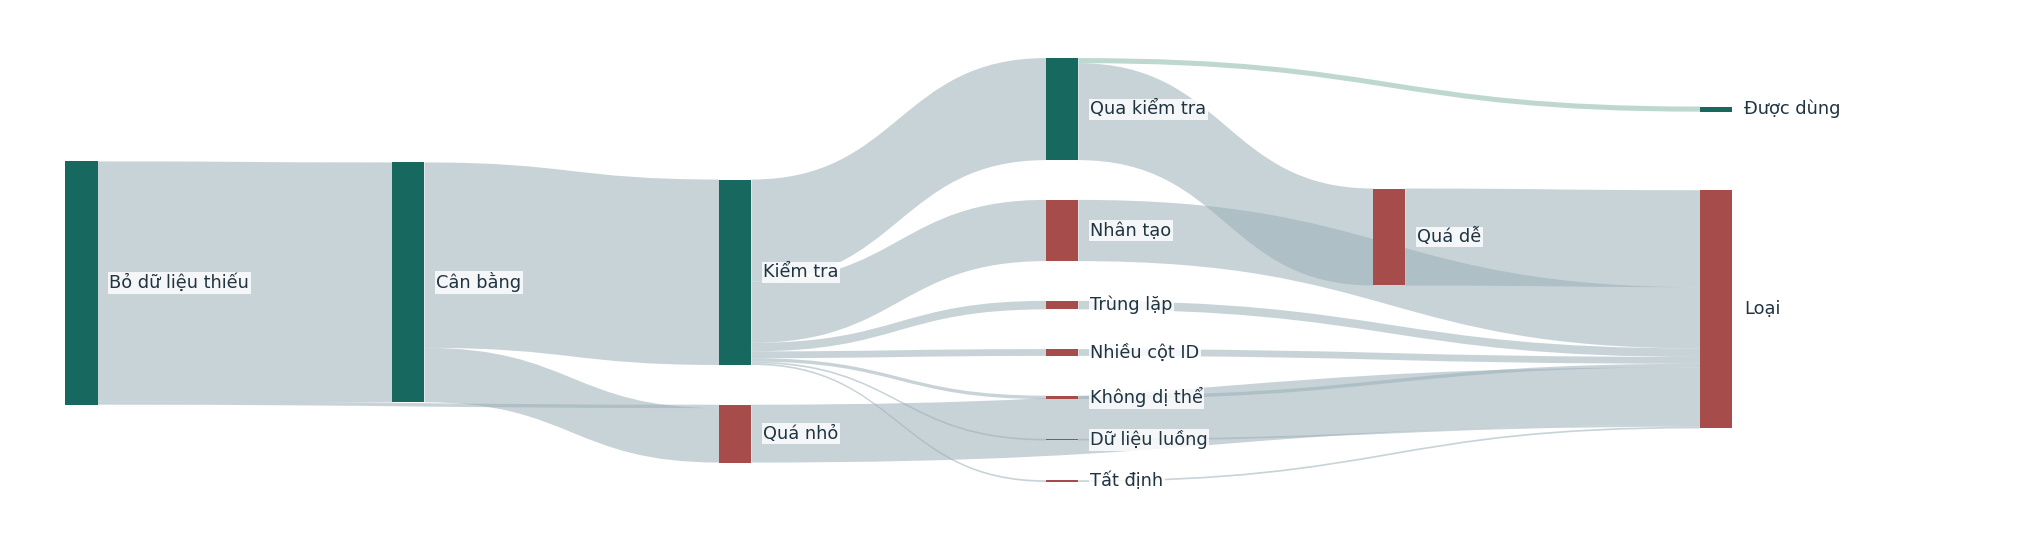 Bỏ dữ liệu thiếu
Cân bằng
Kiểm tra
Quá nhỏ
Qua kiểm tra
Nhân tạo
Trùng lặp
Nhiều cột ID
Không dị thể
Dữ liệu luồng
Tất định
Quá dễ
Được dùng
Loại